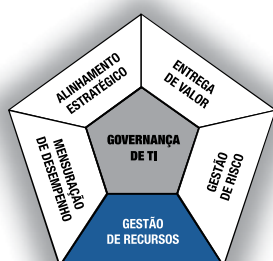 ALINHAMENTO
ESTRATÉGICO
ENTREGA
DE VALOR
MENSURAÇÃO
DE DESEMPENHO
GOVERNANÇA
DE TI
GESTÃO
DE RISCO
GESTÃO
DE RECURSOS